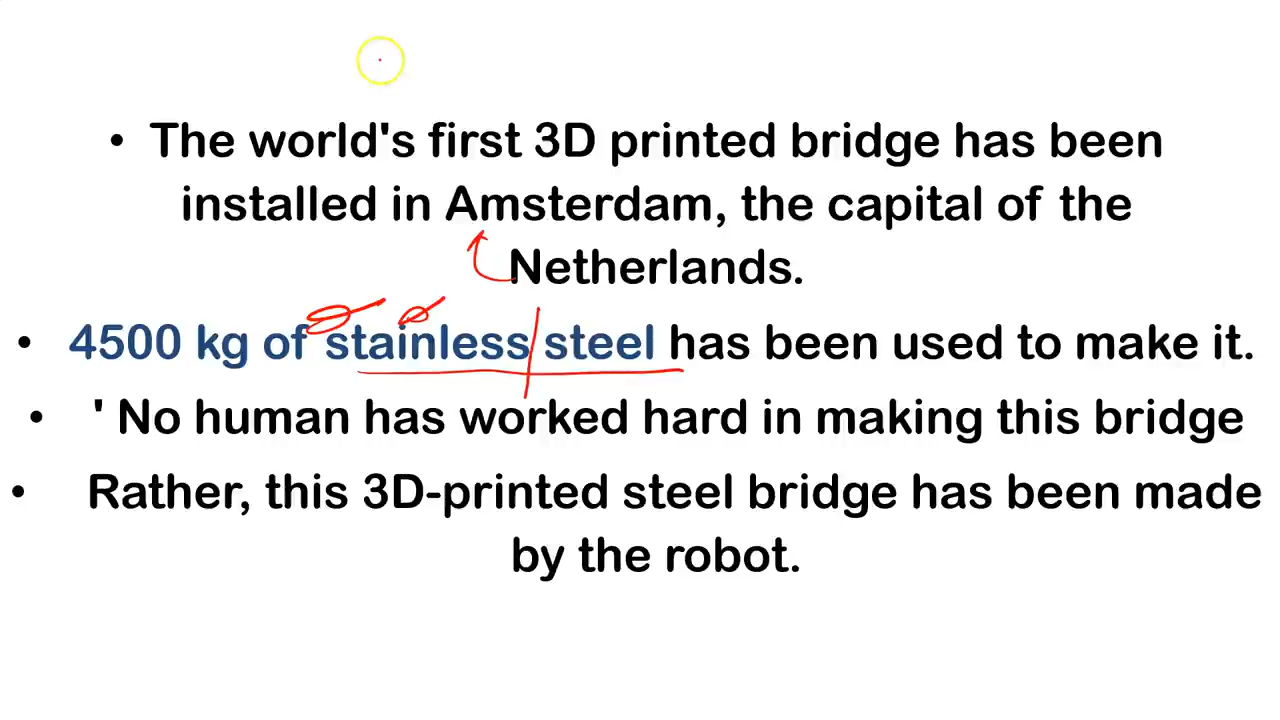 • The world's first 3D printed bridge has been
installed in Amsterdam, the capital of the
Netherlands.
• 4500 kg of stainless steel has been used to make it.
• ' No human has worked hard in making this bridge
• Rather, this 3D-printed steel bridge has been made
by the robot.